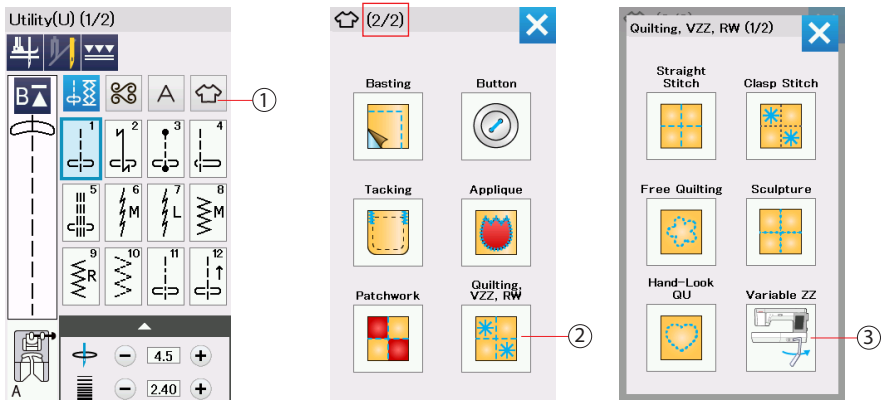 Utility(U) (1/2)
B
A
1 2 3 4
5 6 M 7 L 8 M
9 R 10 11 12
4.5
A
2.40
1
(2/2)
Basting Button
Tacking Applique
Patchwork Quilting,
VZZ, RW
2
Quilting, VZZ, RW (1/2)
Straight
Stitch Clasp Stitch
Free Quilting Sculpture
Hand-Look
QU Variable ZZ
3